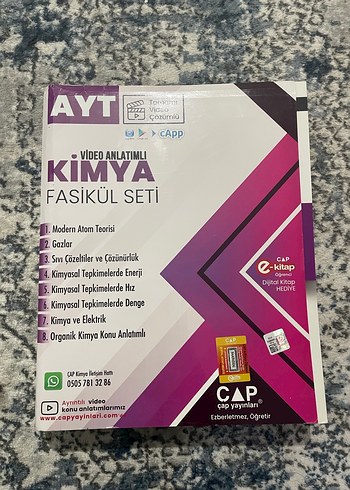 AYT
Tamamı
Video
Çözümlü
cApp
VİDEO ANLATIMLI
KİMYA
FASİKÜL SETİ
1. Modern Atom Teorisi
2. Gazlar
3. Sıvı Çözeltiler ve Çözünürlük
4. Kimyasal Tepkimelerde Enerji
5. Kimyasal Tepkimelerde Hız
6. Kimyasal Tepkimelerde Denge
7. Kimya ve Elektrik
8. Organik Kimya Konu Anlatımlı
ÇAP
e-kitap
Öğrenci
Dijital Kitap
HEDİYE
ÇAP Kimya İletişim Hattı
0505 781 32 86
Ayrıntılı video
konu anlatımlarımız
www.capyayinlari.com
ÇAP
çap yayınları®
Ezberletmez, Öğretir